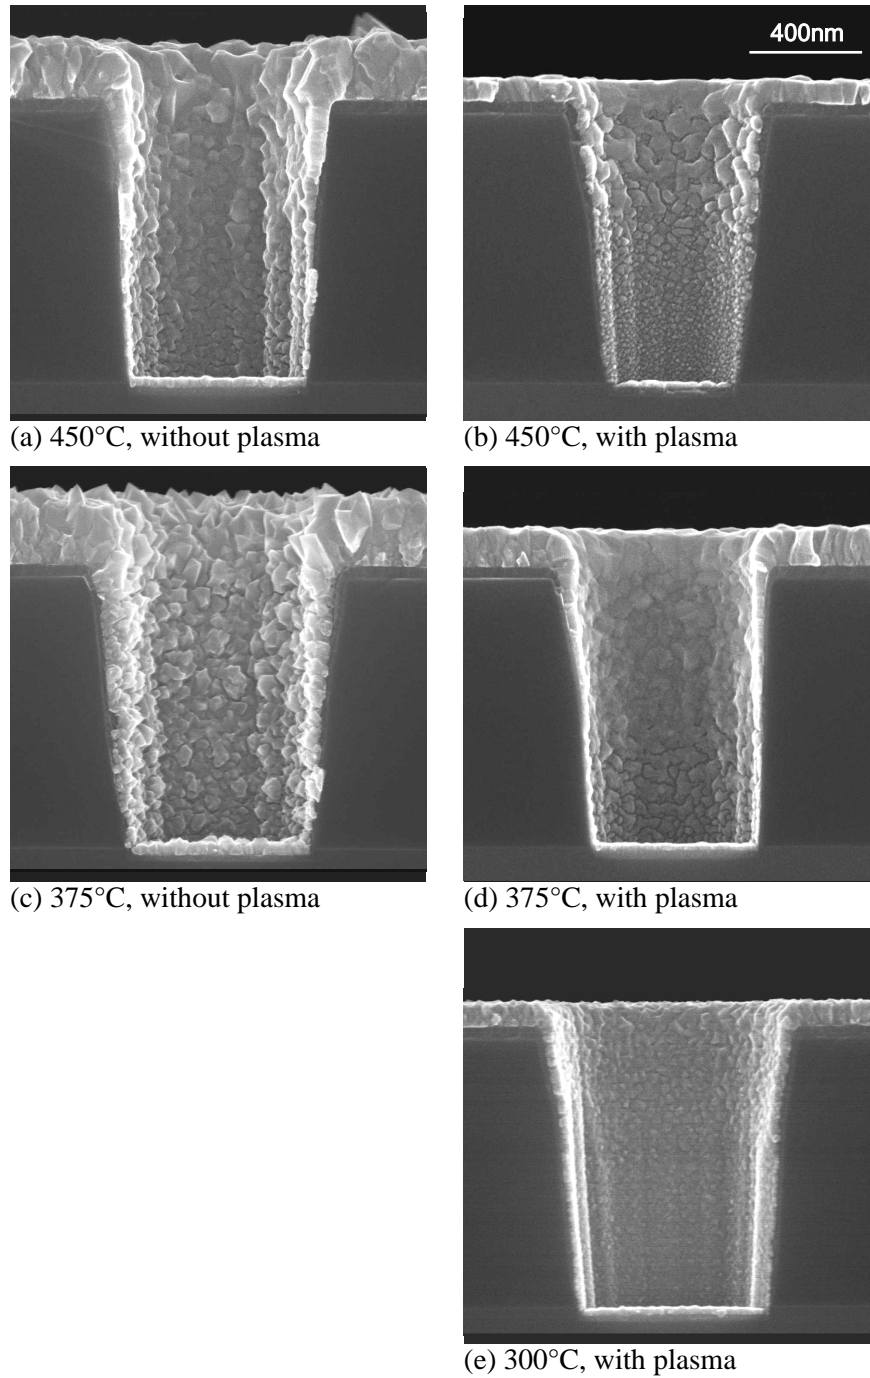 400nm
(a) 450°C, without plasma
(b) 450°C, with plasma
(c) 375°C, without plasma
(d) 375°C, with plasma
(e) 300°C, with plasma